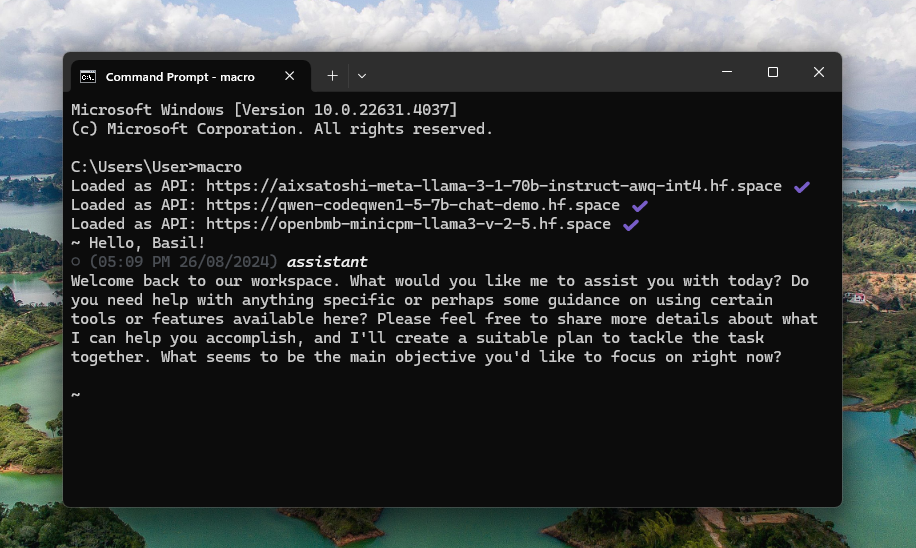 Command Prompt - macro
Microsoft Windows [Version 10.0.22631.4037]
(c) Microsoft Corporation. All rights reserved.
C:\Users\User>macro
Loaded as API: https://aixsatoshi-meta-llama-3-1-70b-instruct-awq-int4.hf.space ✔
Loaded as API: https://qwen-codeqwen1-5-7b-chat-demo.hf.space ✔
Loaded as API: https://openbmb-minicpm-llama3-v-2-5.hf.space ✔
~ Hello, Basil!
○ (05:09 PM 26/08/2024) assistant
Welcome back to our workspace. What would you like me to assist you with today? Do
you need help with anything specific or perhaps some guidance on using certain
tools or features available here? Please feel free to share more details about what
I can help you accomplish, and I'll create a suitable plan to tackle the task
together. What seems to be the main objective you'd like to focus on right now?
~